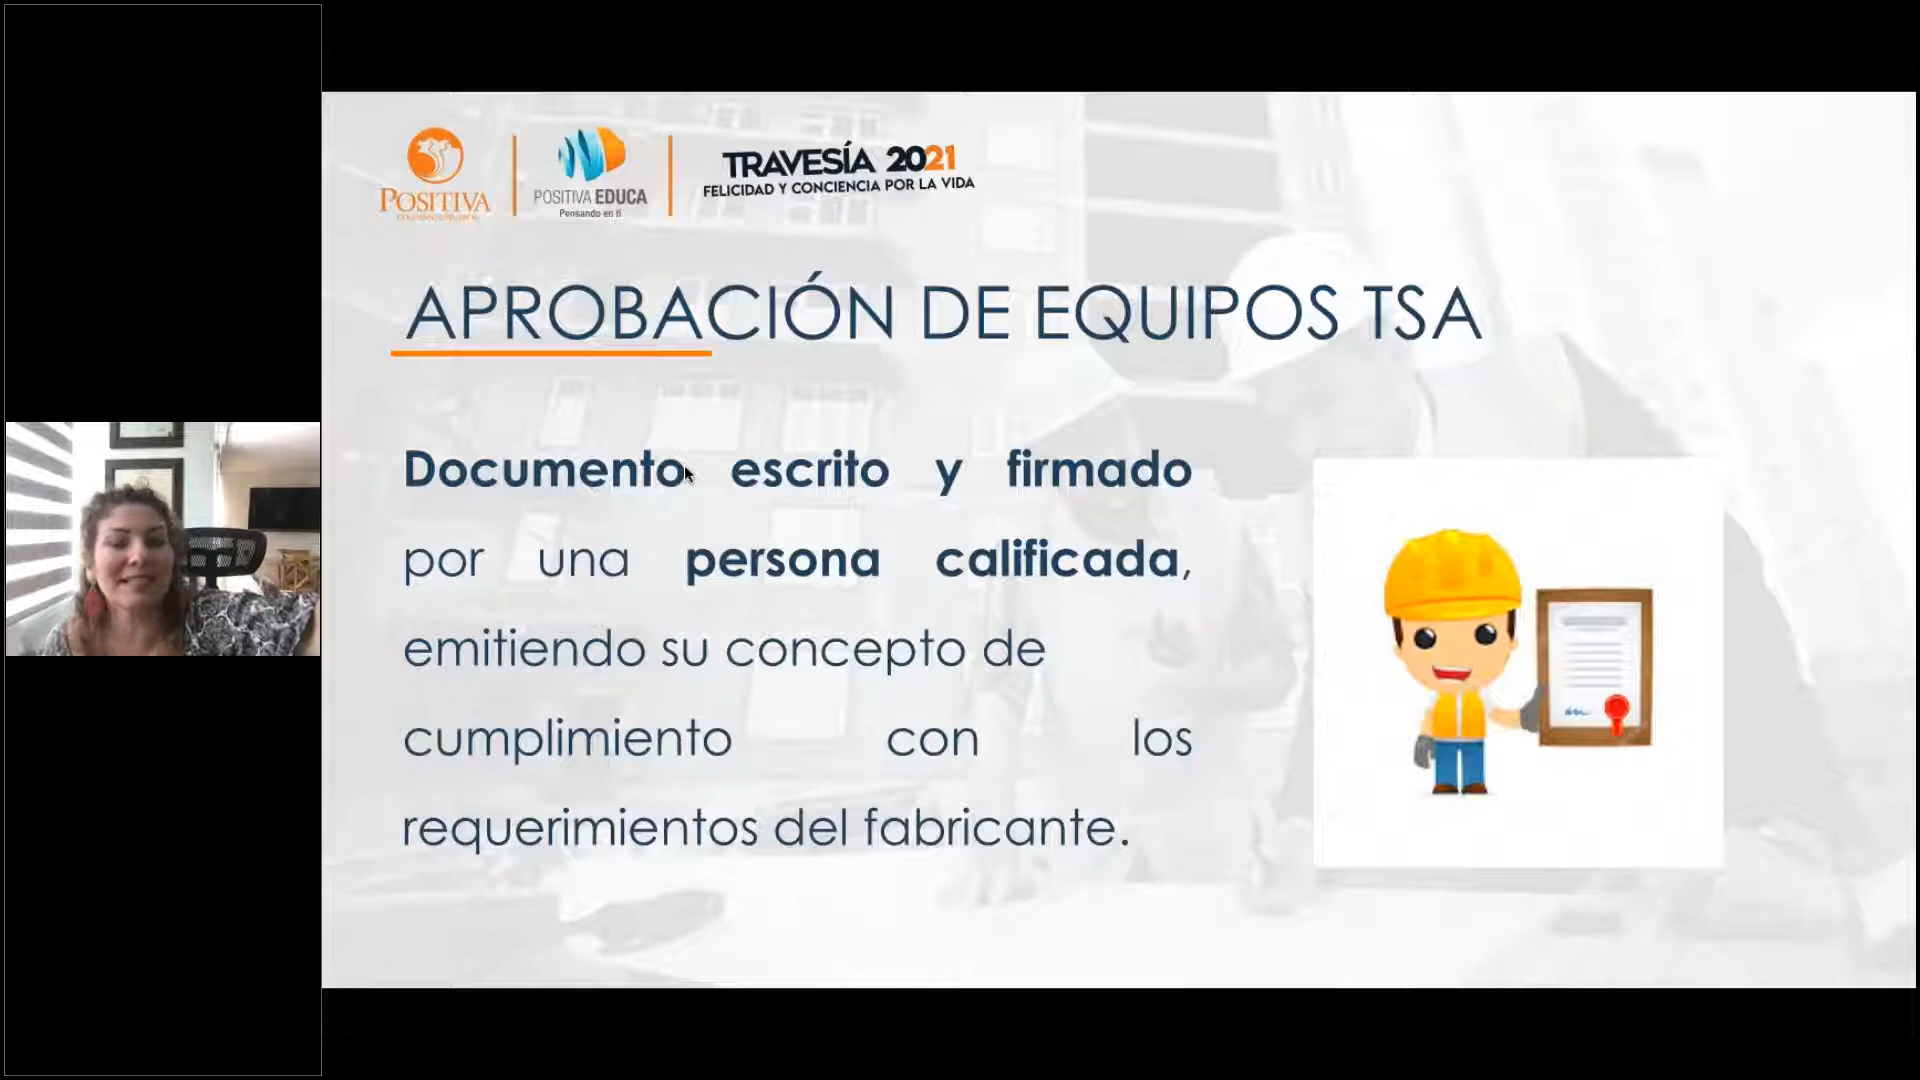 POSITIVA
POSITIVA EDUCA
Pensando en ti
TRAVESÍA 2021
FELICIDAD Y CONCIENCIA POR LA VIDA
APROBACIÓN DE EQUIPOS TSA
Documento escrito y firmado
por una persona calificada,
emitiendo su concepto de
cumplimiento con los
requerimientos del fabricante.